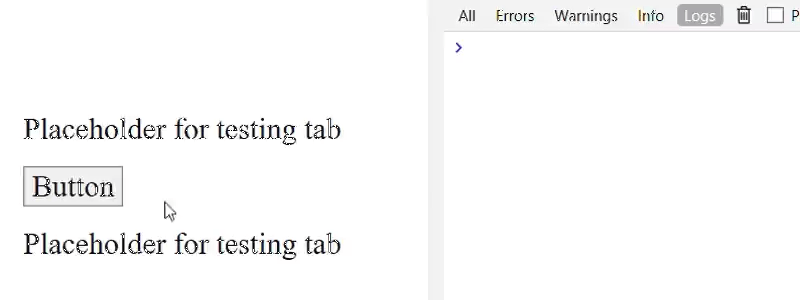 All Errors Warnings Info Logs P
Placeholder for testing tab
Button
Placeholder for testing tab